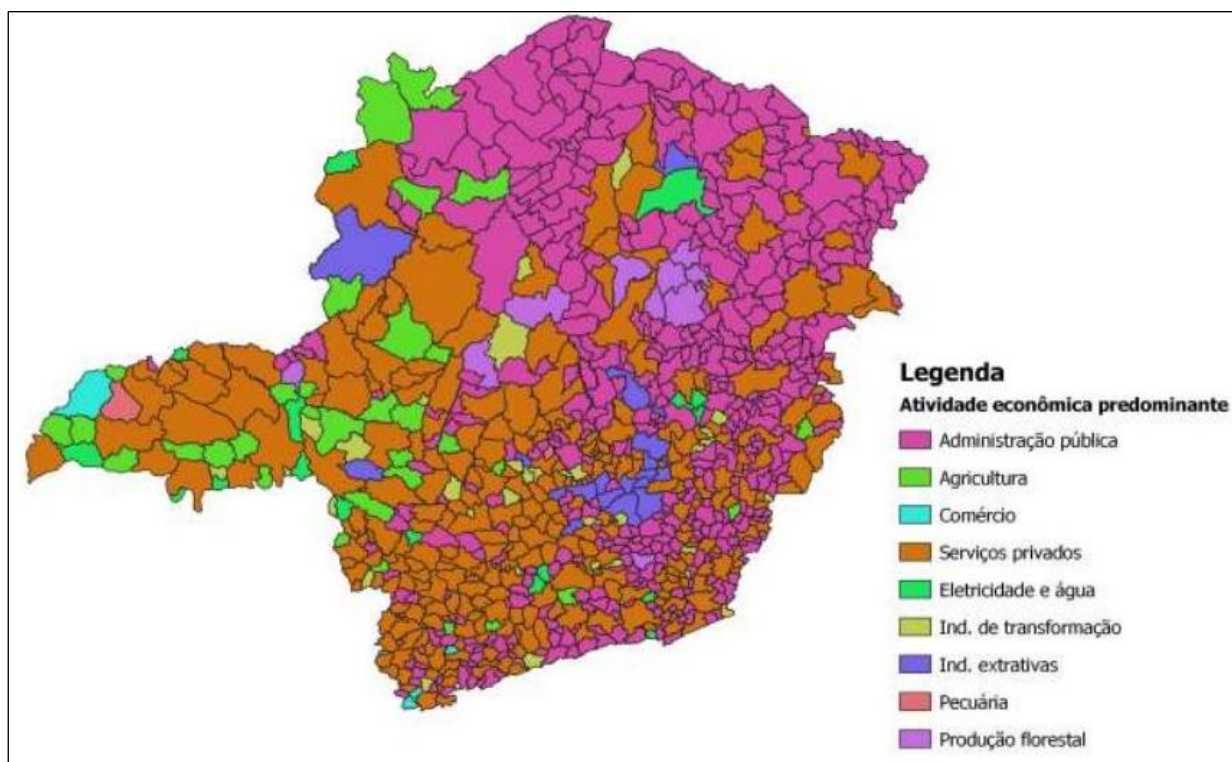 Legenda
Atividade econômica predominante
Administração pública
Agricultura
Comércio
Serviços privados
Eletricidade e água
Ind. de transformação
Ind. extrativas
Pecuária
Produção florestal